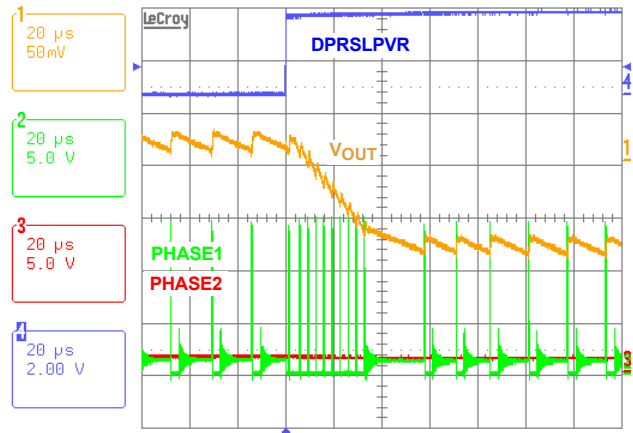 1
20 µs
50mV
2
20 µs
5.0 V
3
20 µs
5.0 V
4
20 µs
2.00 V
LeCroy
DPRSLPVR
4
VOUT
1
PHASE1
PHASE2
3